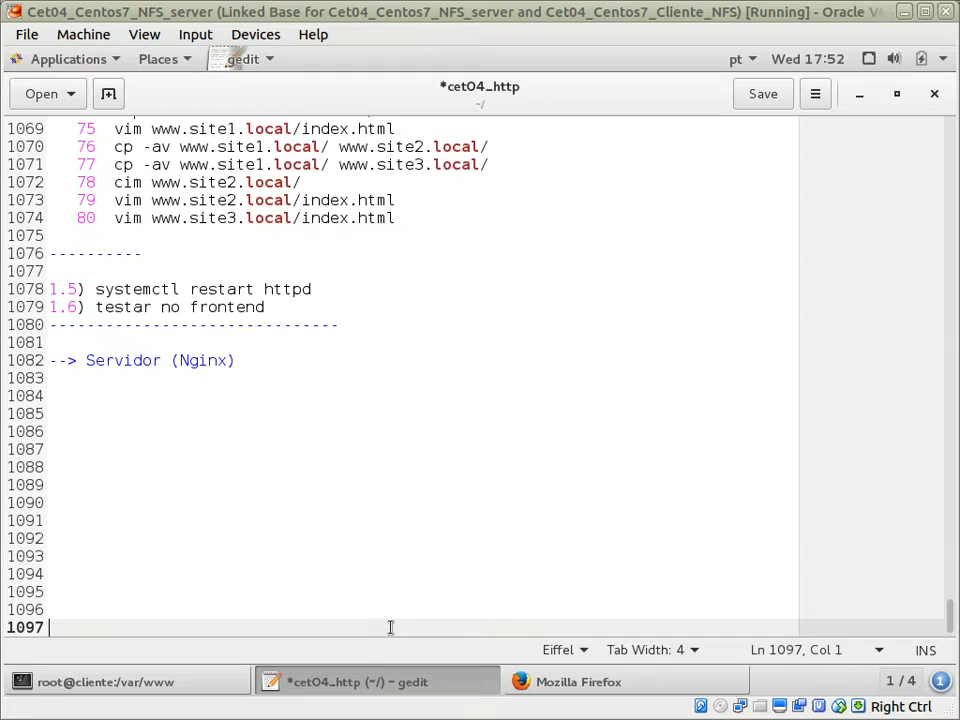 Cet04_Centos7_NFS_server (Linked Base for Cet04_Centos7_NFS_server and Cet04_Centos7_Cliente_NFS) [Running] - Oracle
File Machine View Input Devices Help
Applications Places gedit pt Wed 17:52
Open *cet04_http Save
~/
1069 75 vim www.site1.local/index.html
1070 76 cp -av www.site1.local/ www.site2.local/
1071 77 cp -av www.site1.local/ www.site3.local/
1072 78 cim www.site2.local/
1073 79 vim www.site2.local/index.html
1074 80 vim www.site3.local/index.html
1075
1076 ----------
1077
1078 1.5) systemctl restart httpd
1079 1.6) testar no frontend
1080 -------------------------------
1081
1082 --> Servidor (Nginx)
1083
1084
1085
1086
1087
1088
1089
1090
1091
1092
1093
1094
1095
1096
1097
Eiffel Tab Width: 4 Ln 1097, Col 1 INS
root@cliente:/var/www *cet04_http (~/) - gedit Mozilla Firefox 1 / 4 1
Right Ctrl